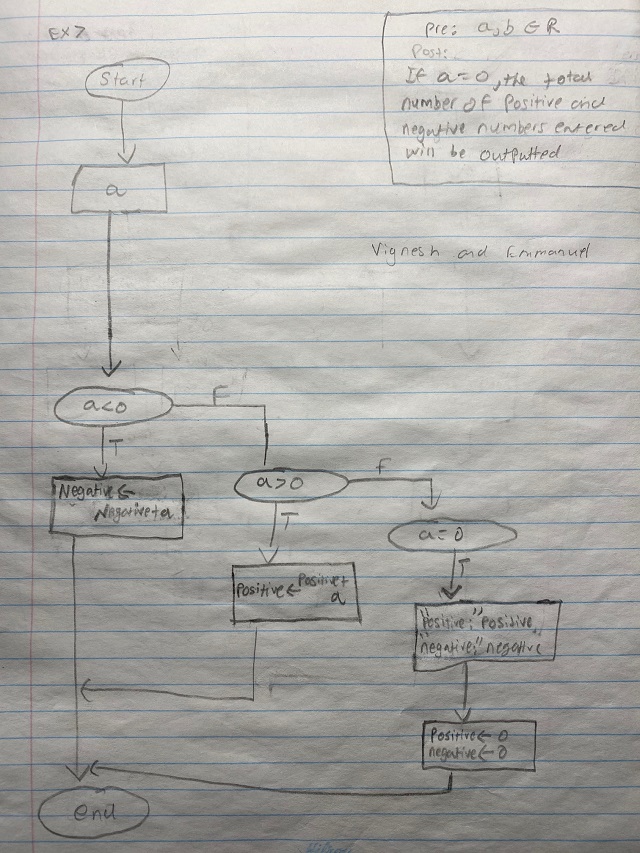 EX7
Pre: a,b ∈ R
Post:
If a=0, the total
number of positive and
negative numbers entered
will be outputted
Start
a
Vignesh and Emmanuel
a<0
F
T
Negative←
Negative+a
a>0
F
T
a=0
T
Positive← Positive+
a
"Positive:" Positive
"negative:" negative
Positive← 0
negative← 0
end